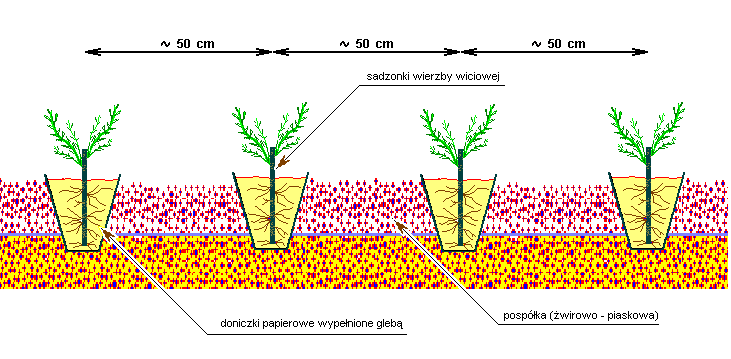 ~ 50 cm ~ 50 cm ~ 50 cm
sadzonki wierzby wiciowej
pospółka (żwirowo - piaskowa)
doniczki papierowe wypełnione glebą